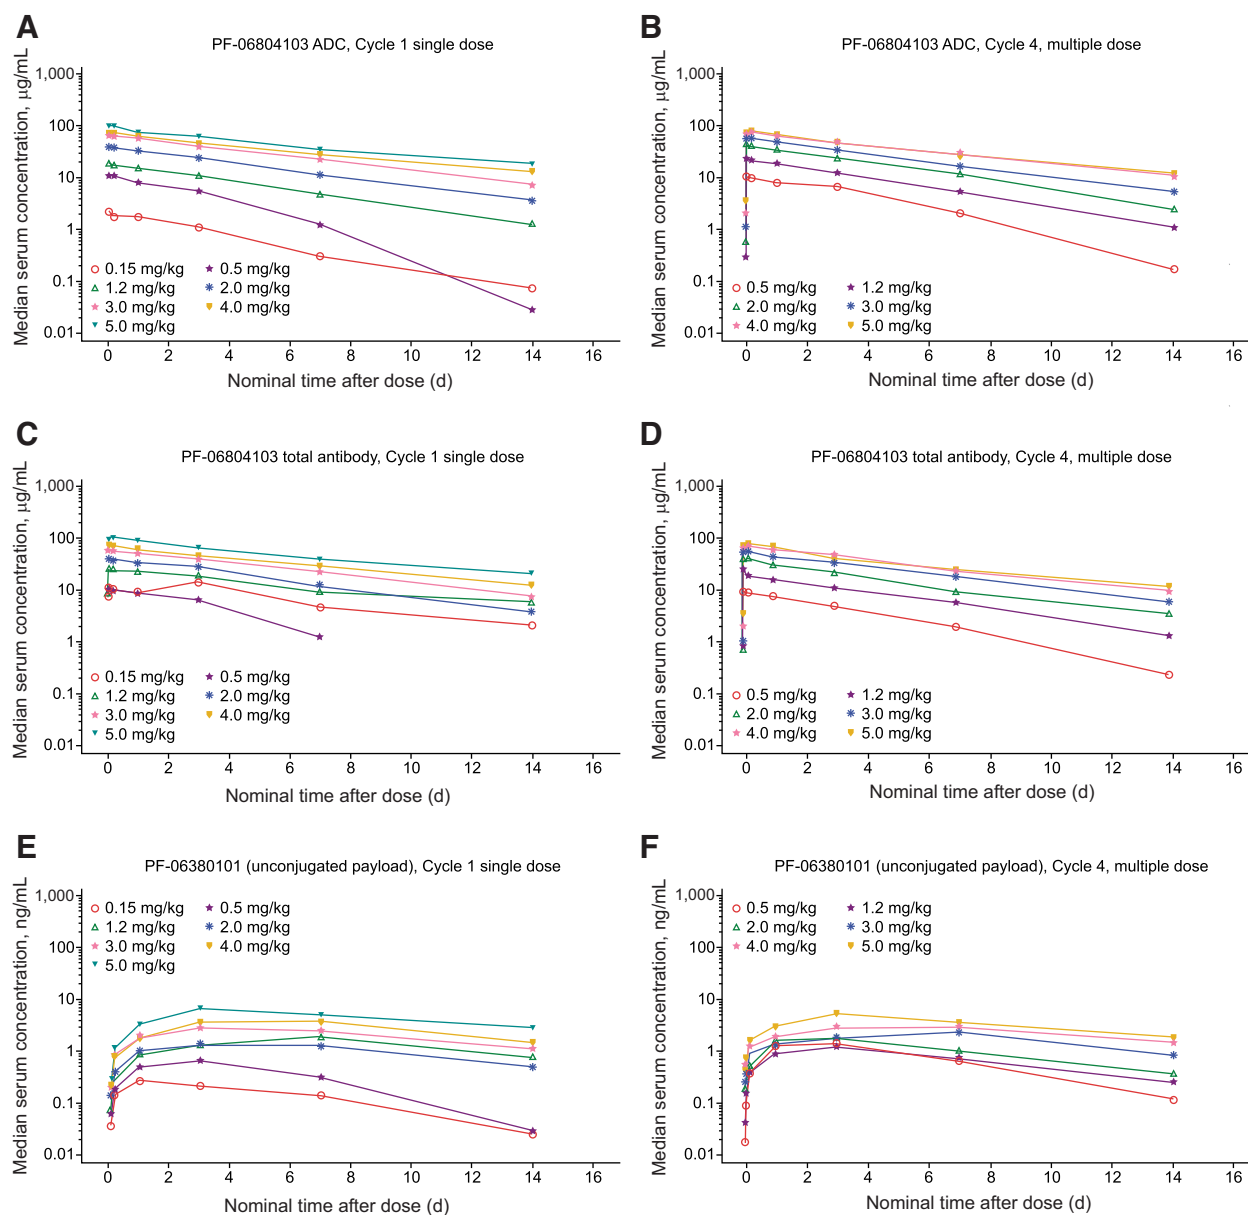 A
PF-06804103 ADC, Cycle 1 single dose
Median serum concentration, μg/mL
1,000
100
10
1
0.1
0.01
0.15 mg/kg
0.5 mg/kg
1.2 mg/kg
2.0 mg/kg
3.0 mg/kg
4.0 mg/kg
5.0 mg/kg
0 2 4 6 8 10 12 14 16
Nominal time after dose (d)
B
PF-06804103 ADC, Cycle 4, multiple dose
Median serum concentration, μg/mL
1,000
100
10
1
0.1
0.01
0.5 mg/kg
1.2 mg/kg
2.0 mg/kg
3.0 mg/kg
4.0 mg/kg
5.0 mg/kg
0 2 4 6 8 10 12 14 16
Nominal time after dose (d)
C
PF-06804103 total antibody, Cycle 1 single dose
Median serum concentration, μg/mL
1,000
100
10
1
0.1
0.01
0.15 mg/kg
0.5 mg/kg
1.2 mg/kg
2.0 mg/kg
3.0 mg/kg
4.0 mg/kg
5.0 mg/kg
0 2 4 6 8 10 12 14 16
Nominal time after dose (d)
D
PF-06804103 total antibody, Cycle 4, multiple dose
Median serum concentration, μg/mL
1,000
100
10
1
0.1
0.01
0.5 mg/kg
1.2 mg/kg
2.0 mg/kg
3.0 mg/kg
4.0 mg/kg
5.0 mg/kg
0 2 4 6 8 10 12 14 16
Nominal time after dose (d)
E
PF-06380101 (unconjugated payload), Cycle 1 single dose
Median serum concentration, ng/mL
1,000
100
10
1
0.1
0.01
0.15 mg/kg
0.5 mg/kg
1.2 mg/kg
2.0 mg/kg
3.0 mg/kg
4.0 mg/kg
5.0 mg/kg
0 2 4 6 8 10 12 14 16
Nominal time after dose (d)
F
PF-06380101 (unconjugated payload), Cycle 4, multiple dose
Median serum concentration, ng/mL
1,000
100
10
1
0.1
0.01
0.5 mg/kg
1.2 mg/kg
2.0 mg/kg
3.0 mg/kg
4.0 mg/kg
5.0 mg/kg
0 2 4 6 8 10 12 14 16
Nominal time after dose (d)